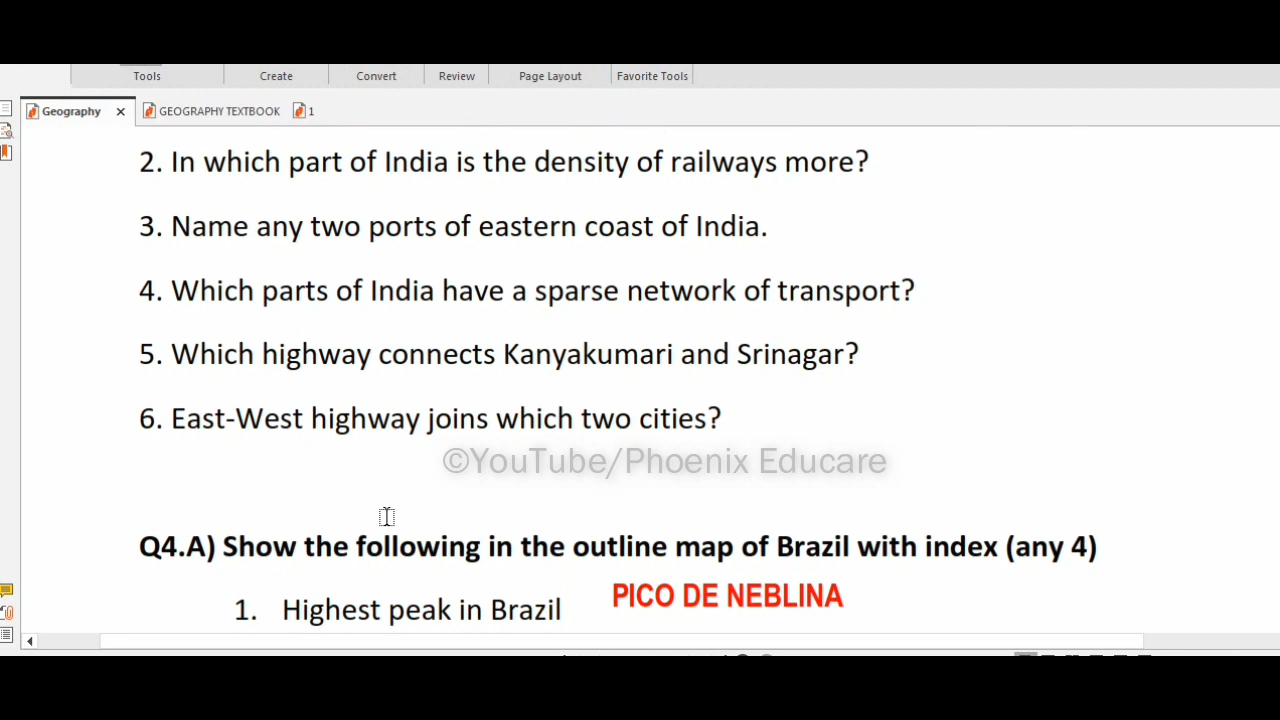 Tools Create Convert Review Page Layout Favorite Tools
Geography GEOGRAPHY TEXTBOOK 1
2. In which part of India is the density of railways more?
3. Name any two ports of eastern coast of India.
4. Which parts of India have a sparse network of transport?
5. Which highway connects Kanyakumari and Srinagar?
6. East-West highway joins which two cities?
©YouTube/Phoenix Educare
Q4.A) Show the following in the outline map of Brazil with index (any 4)
1. Highest peak in Brazil PICO DE NEBLINA